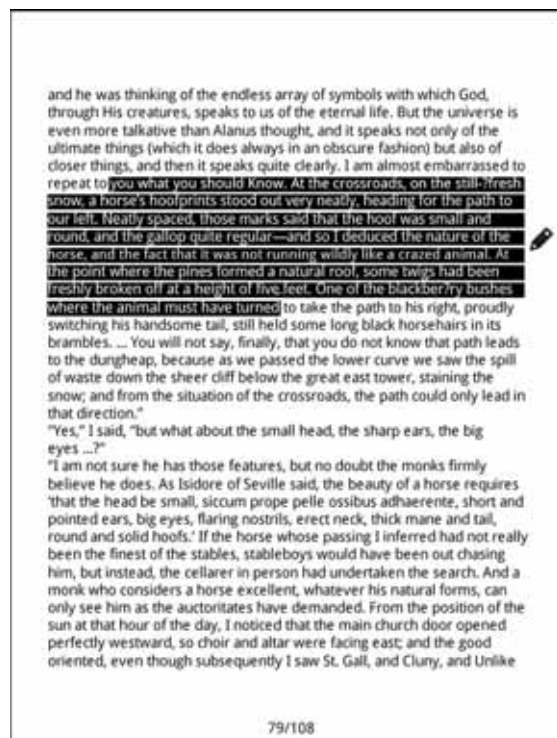 and he was thinking of the endless array of symbols with which God,
through His creatures, speaks to us of the eternal life. But the universe is
even more talkative than Alanus thought, and it speaks not only of the
ultimate things (which it does always in an obscure fashion) but also of
closer things, and then it speaks quite clearly. I am almost embarrassed to
repeat to you what you should Know. At the crossroads, on the still-?fresh
snow, a horse's hoofprints stood out very neatly, heading for the path to
our left. Neatly spaced, those marks said that the hoof was small and
round, and the gallop quite regular—and so I deduced the nature of the
horse, and the fact that it was not running wildly like a crazed animal. At
the point where the pines formed a natural roof, some twigs had been
freshly broken off at a height of five feet. One of the blackber?ry bushes
where the animal must have turned to take the path to his right, proudly
switching his handsome tail, still held some long black horsehairs in its
brambles. ... You will not say, finally, that you do not know that path leads
to the dungheap, because as we passed the lower curve we saw the spill
of waste down the sheer cliff below the great east tower, staining the
snow; and from the situation of the crossroads, the path could only lead in
that direction."
"Yes," I said, "but what about the small head, the sharp ears, the big
eyes ...?"
"I am not sure he has those features, but no doubt the monks firmly
believe he does. As Isidore of Seville said, the beauty of a horse requires
'that the head be small, siccum prope pelle ossibus adhaerente, short and
pointed ears, big eyes, flaring nostrils, erect neck, thick mane and tail,
round and solid hoofs.' If the horse whose passing I inferred had not really
been the finest of the stables, stableboys would have been out chasing
him, but instead, the cellarer in person had undertaken the search. And a
monk who considers a horse excellent, whatever his natural forms, can
only see him as the auctoritates have demanded. From the position of the
sun at that hour of the day, I noticed that the main church door opened
perfectly westward, so choir and altar were facing east; and the good
oriented, even though subsequently I saw St. Gall, and Cluny, and Unlike
79/108